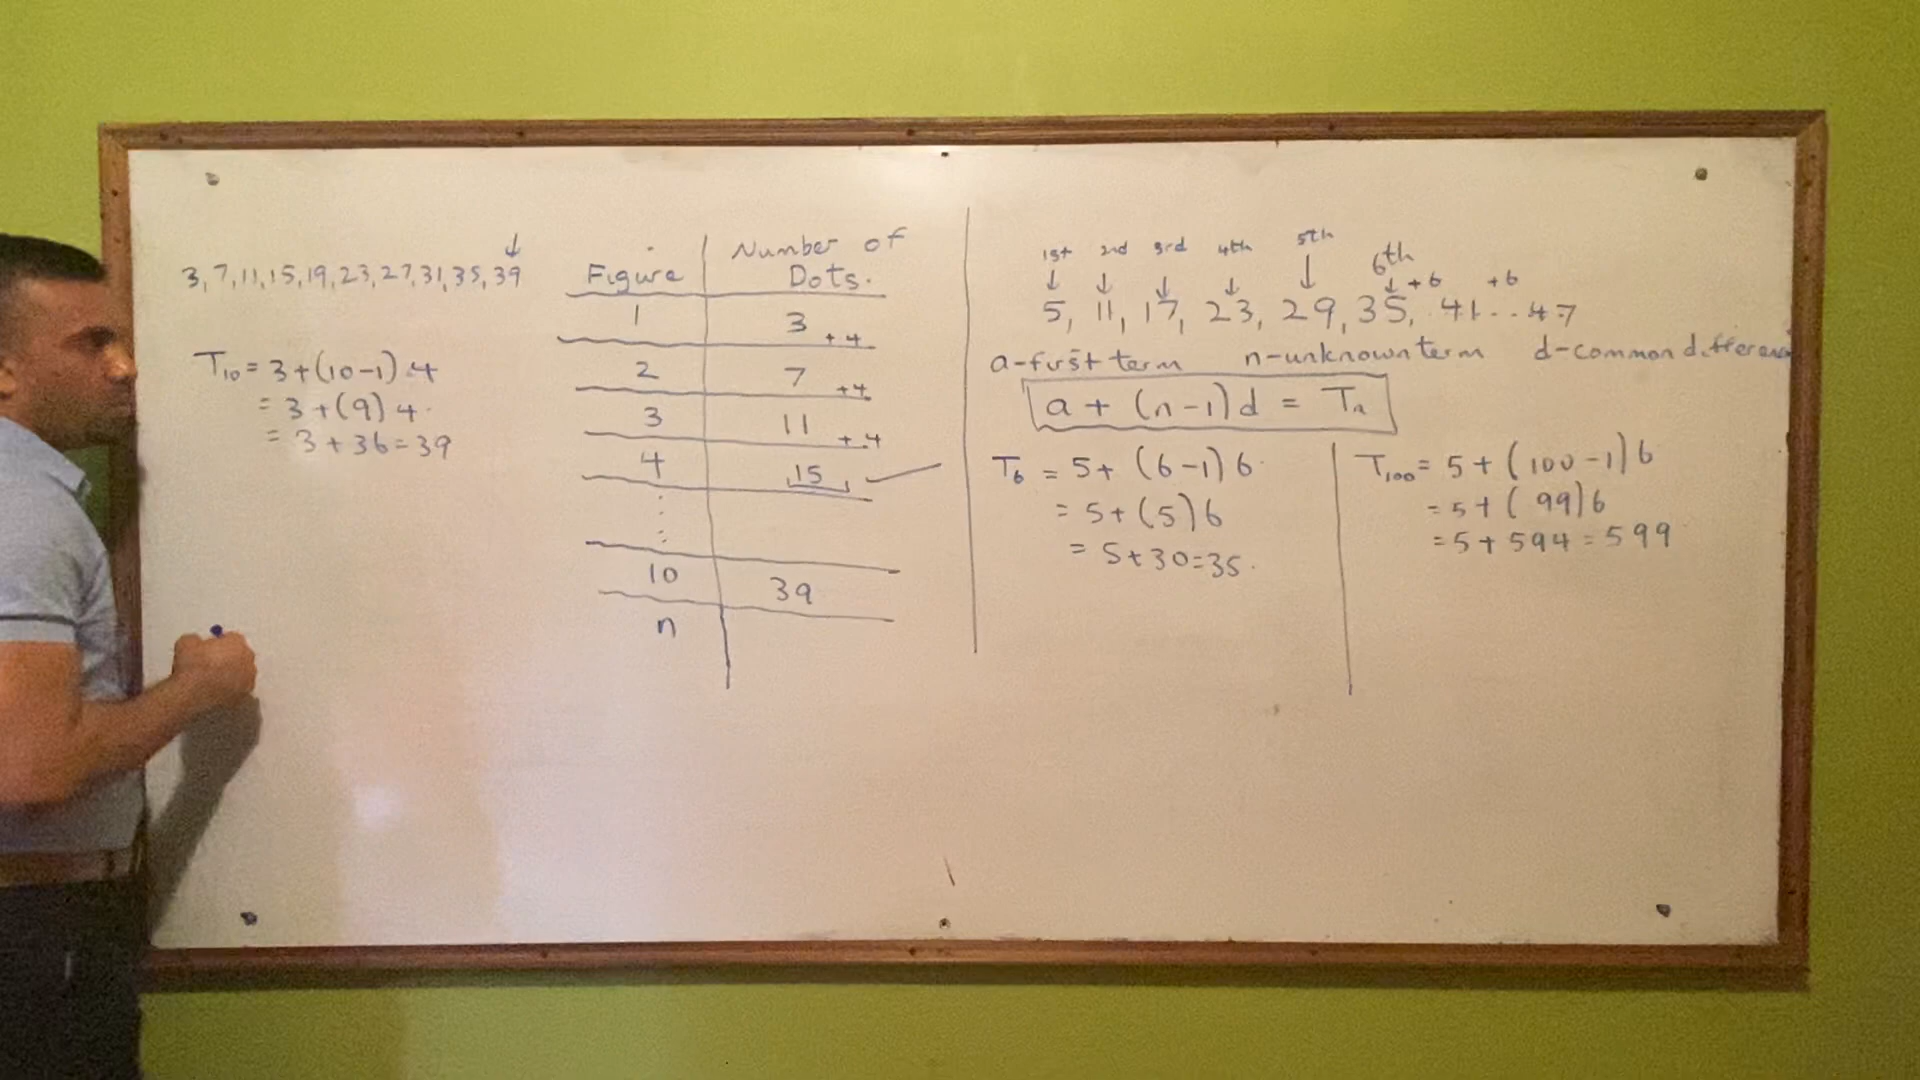 3, 7, 11, 15, 19, 23, 27, 31, 35, 39
T10 = 3+(10-1).4
= 3+(9)4.
= 3+36=39
Figure | Number of Dots.
1 | 3 +4
2 | 7 +4
3 | 11 +4
4 | 15
10 | 39
n
1st 2nd 3rd 4th 5th 6th +6 +6
5, 11, 17, 23, 29, 35, 41 .. 47
a-first term n-unknown term d-common difference
a + (n-1)d = Tn
T6 = 5+ (6-1)6
= 5+(5)6
= 5+30=35.
T100 = 5+(100-1)6
= 5+(99)6
= 5+594=599